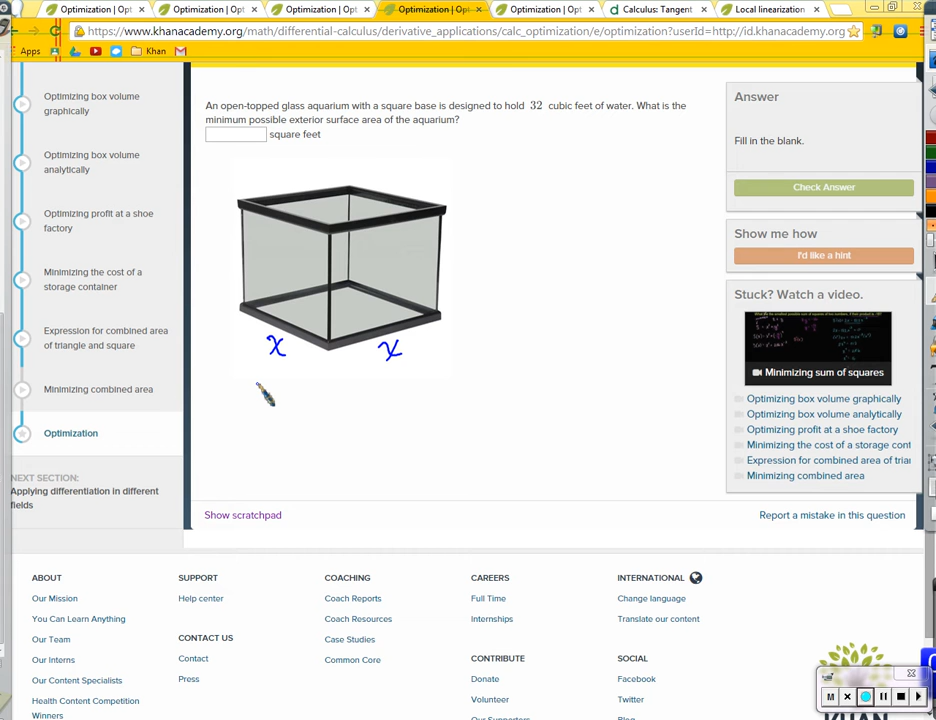 Optimization | Opt
Optimization | Opt
Optimization | Opt
Optimization | Opt
Optimization | Opt
Calculus: Tangent
Local linearization
https://www.khanacademy.org/math/differential-calculus/derivative_applications/calc_optimization/e/optimization?userId=http://id.khanacademy.org
Apps
Khan
Optimizing box volume
graphically
Optimizing box volume
analytically
Optimizing profit at a shoe
factory
Minimizing the cost of a
storage container
Expression for combined area
of triangle and square
Minimizing combined area
Optimization
NEXT SECTION:
Applying differentiation in different
fields
An open-topped glass aquarium with a square base is designed to hold 32 cubic feet of water. What is the
minimum possible exterior surface area of the aquarium?
square feet
x x
Show scratchpad
Report a mistake in this question
Answer
Fill in the blank.
Check Answer
Show me how
I'd like a hint
Stuck? Watch a video.
Minimizing sum of squares
Optimizing box volume graphically
Optimizing box volume analytically
Optimizing profit at a shoe factory
Minimizing the cost of a storage cont
Expression for combined area of triar
Minimizing combined area
ABOUT
Our Mission
You Can Learn Anything
Our Team
Our Interns
Our Content Specialists
Health Content Competition
Winners
SUPPORT
Help center
CONTACT US
Contact
Press
COACHING
Coach Reports
Coach Resources
Case Studies
Common Core
CAREERS
Full Time
Internships
CONTRIBUTE
Donate
Volunteer
Our Supporters
INTERNATIONAL
Change language
Translate our content
SOCIAL
Facebook
Twitter
Blog
M
KHAN